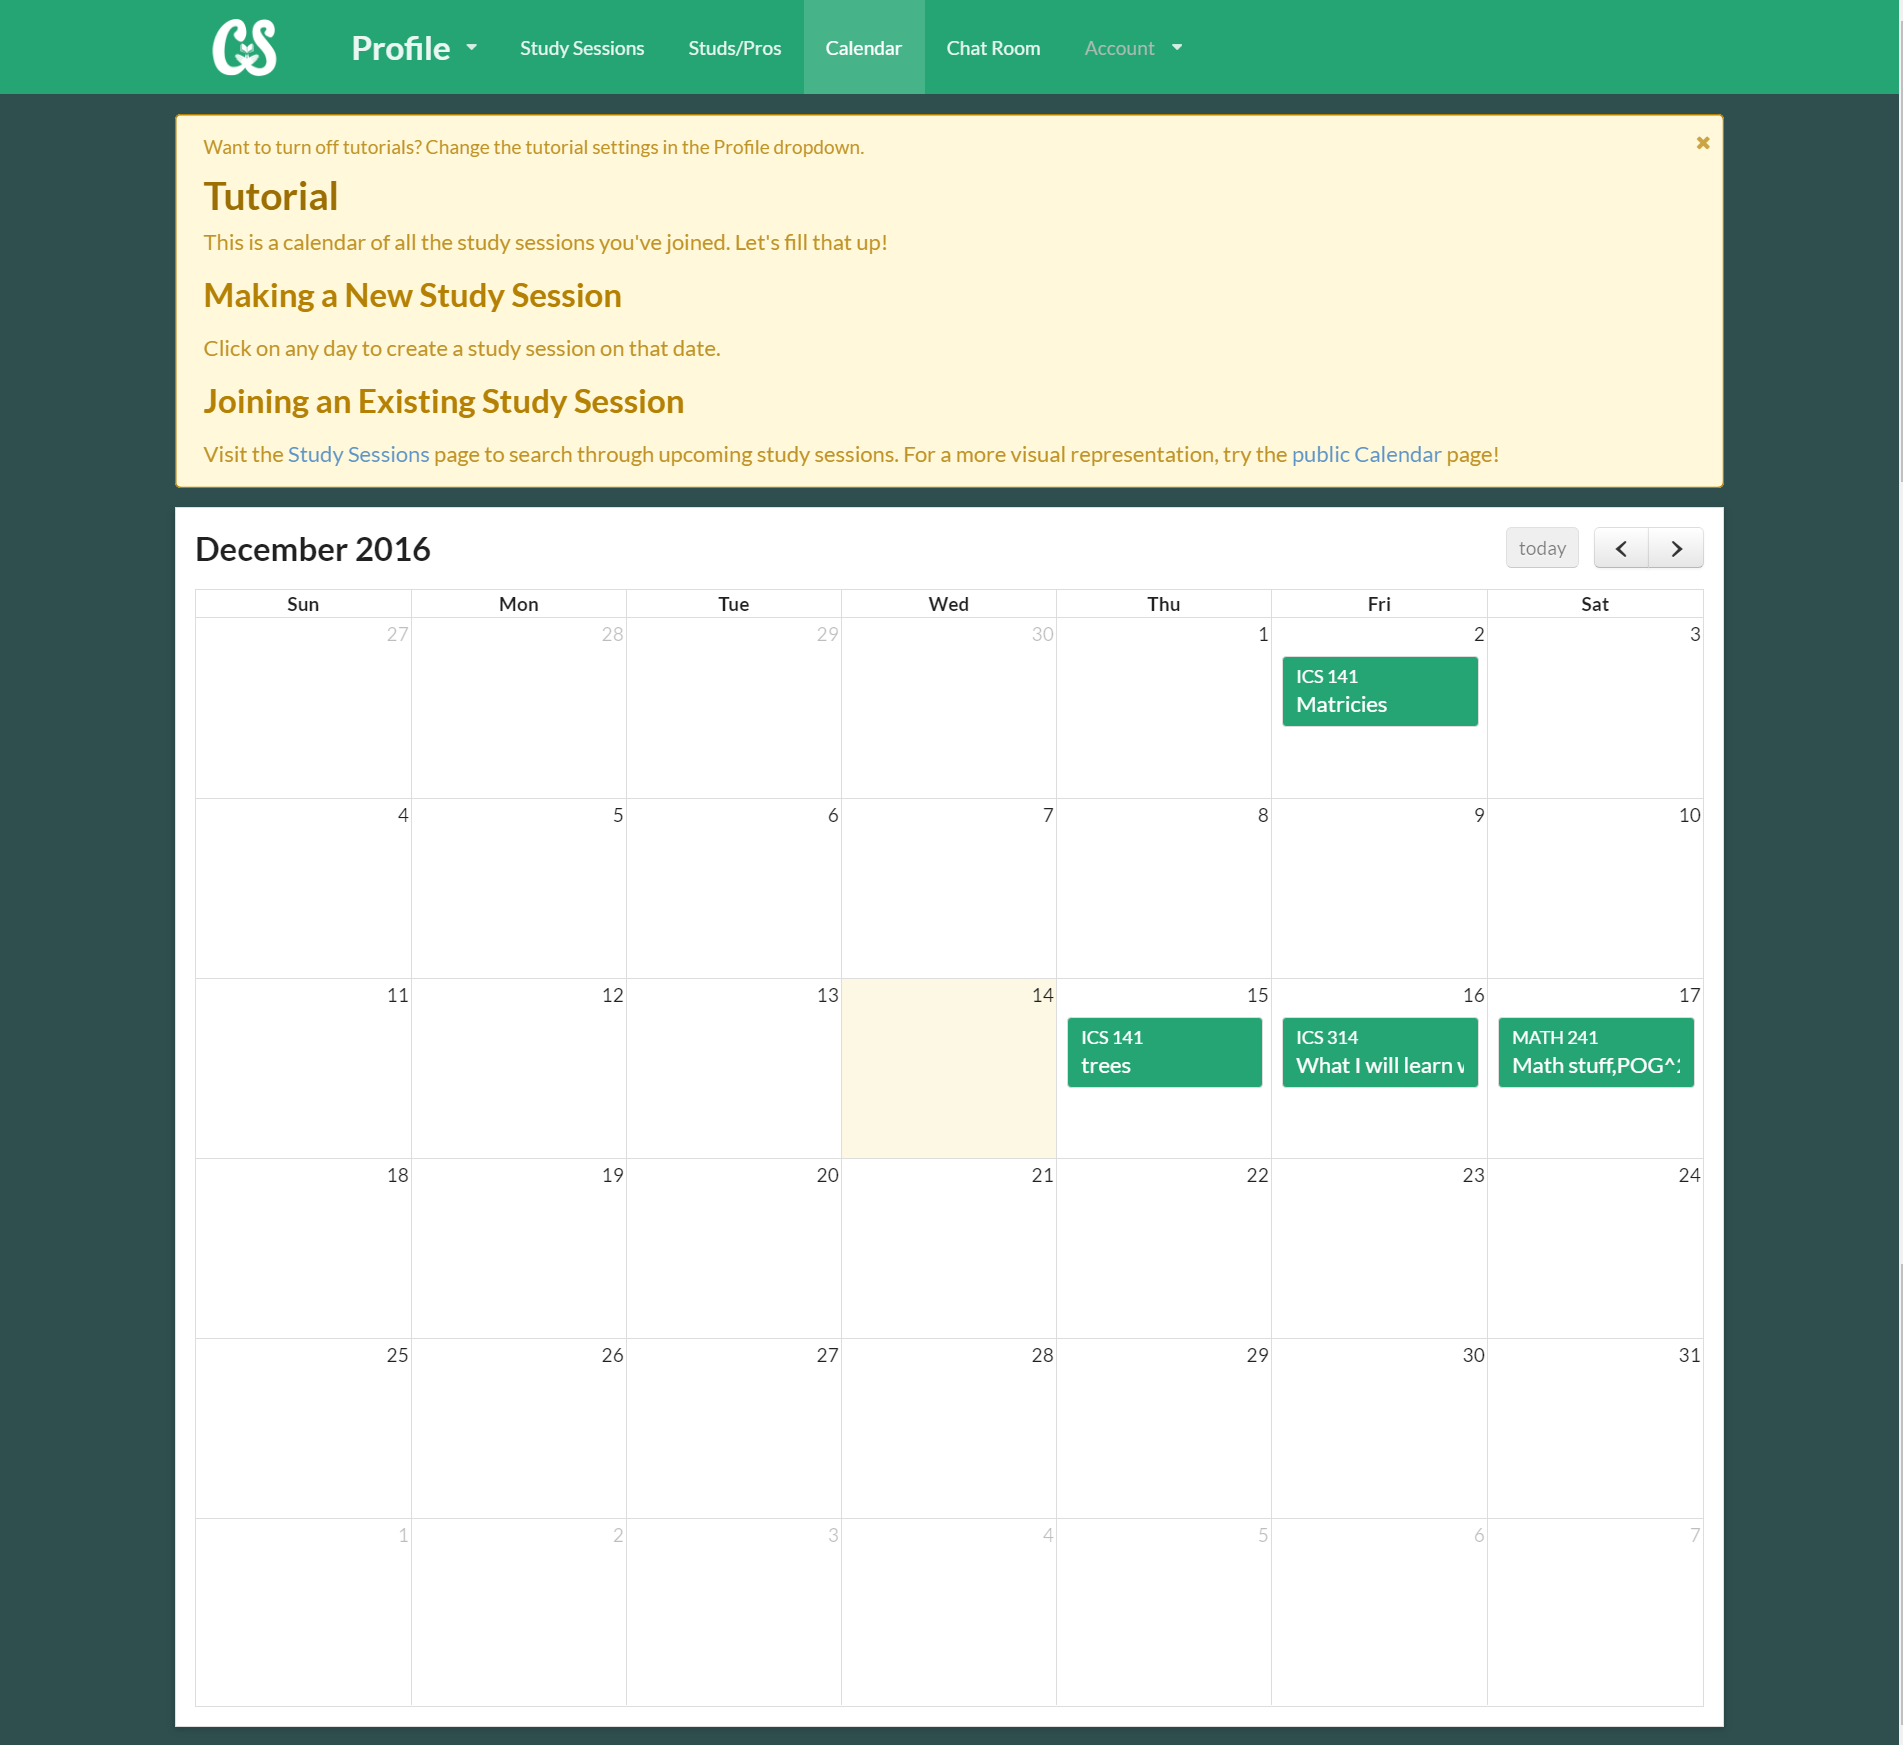 CS
Profile Study Sessions Studs/Pros Calendar Chat Room Account
Want to turn off tutorials? Change the tutorial settings in the Profile dropdown.
Tutorial
This is a calendar of all the study sessions you've joined. Let's fill that up!
Making a New Study Session
Click on any day to create a study session on that date.
Joining an Existing Study Session
Visit the Study Sessions page to search through upcoming study sessions. For a more visual representation, try the public Calendar page!
December 2016
today
Sun Mon Tue Wed Thu Fri Sat
27 28 29 30 1 2 3
ICS 141
Matricies
4 5 6 7 8 9 10
11 12 13 14 15 16 17
ICS 141
trees
ICS 314
What I will learn
MATH 241
Math stuff,POG^
18 19 20 21 22 23 24
25 26 27 28 29 30 31
1 2 3 4 5 6 7